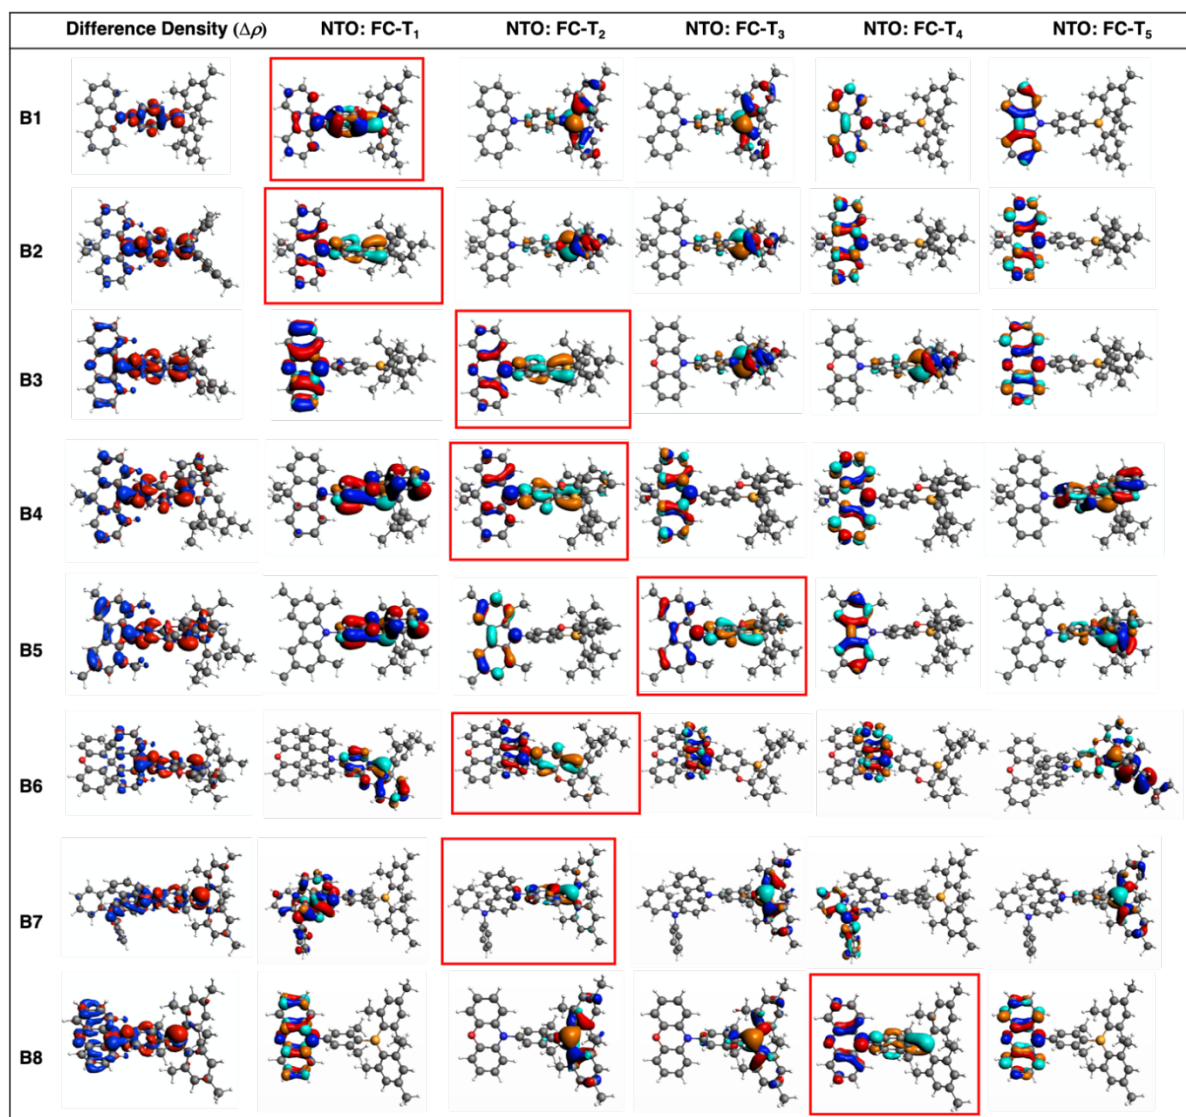 Difference Density (Δρ) NTO: FC-T₁ NTO: FC-T₂ NTO: FC-T₃ NTO: FC-T₄ NTO: FC-T₅
B1
B2
B3
B4
B5
B6
B7
B8